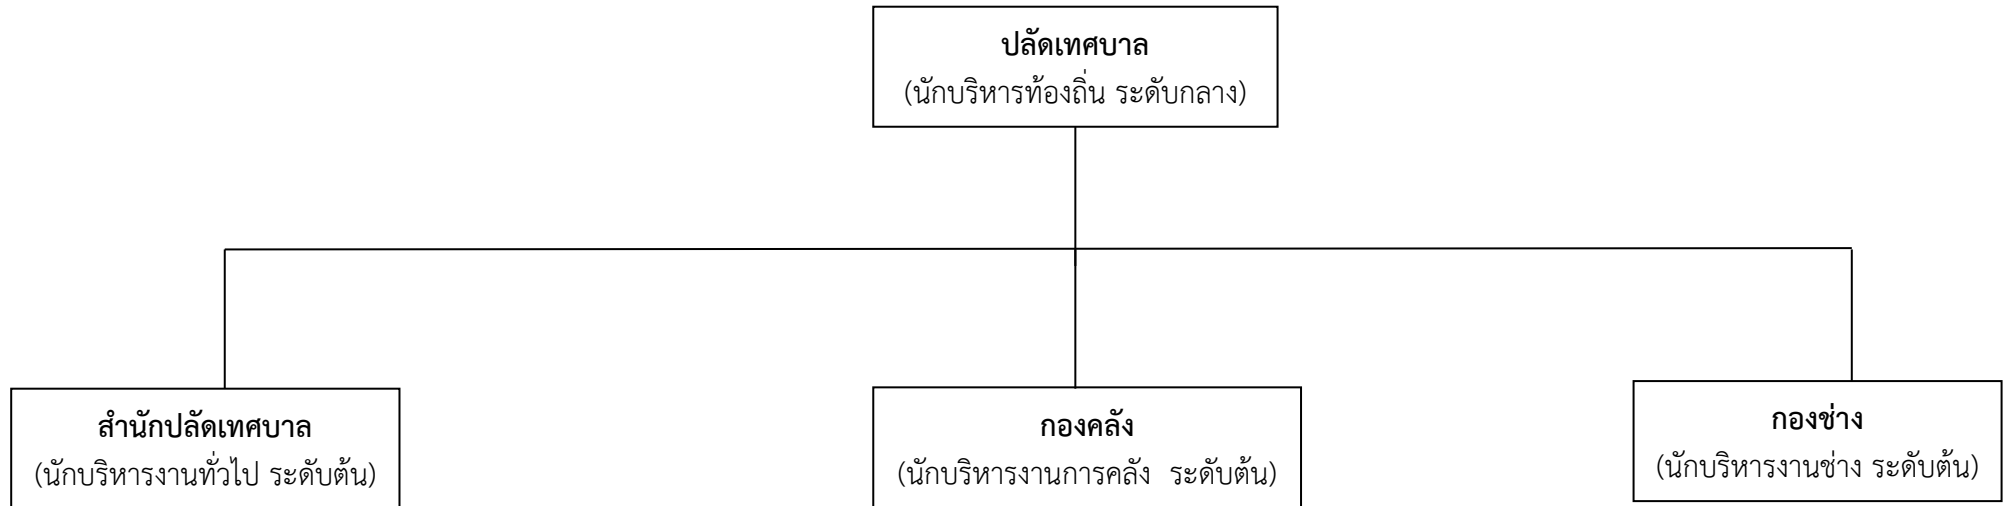 ปลัดเทศบาล
(นักบริหารท้องถิ่น ระดับกลาง)
สำนักปลัดเทศบาล
(นักบริหารงานทั่วไป ระดับต้น)
กองคลัง
(นักบริหารงานการคลัง  ระดับต้น)
กองช่าง
(นักบริหารงานช่าง ระดับต้น)